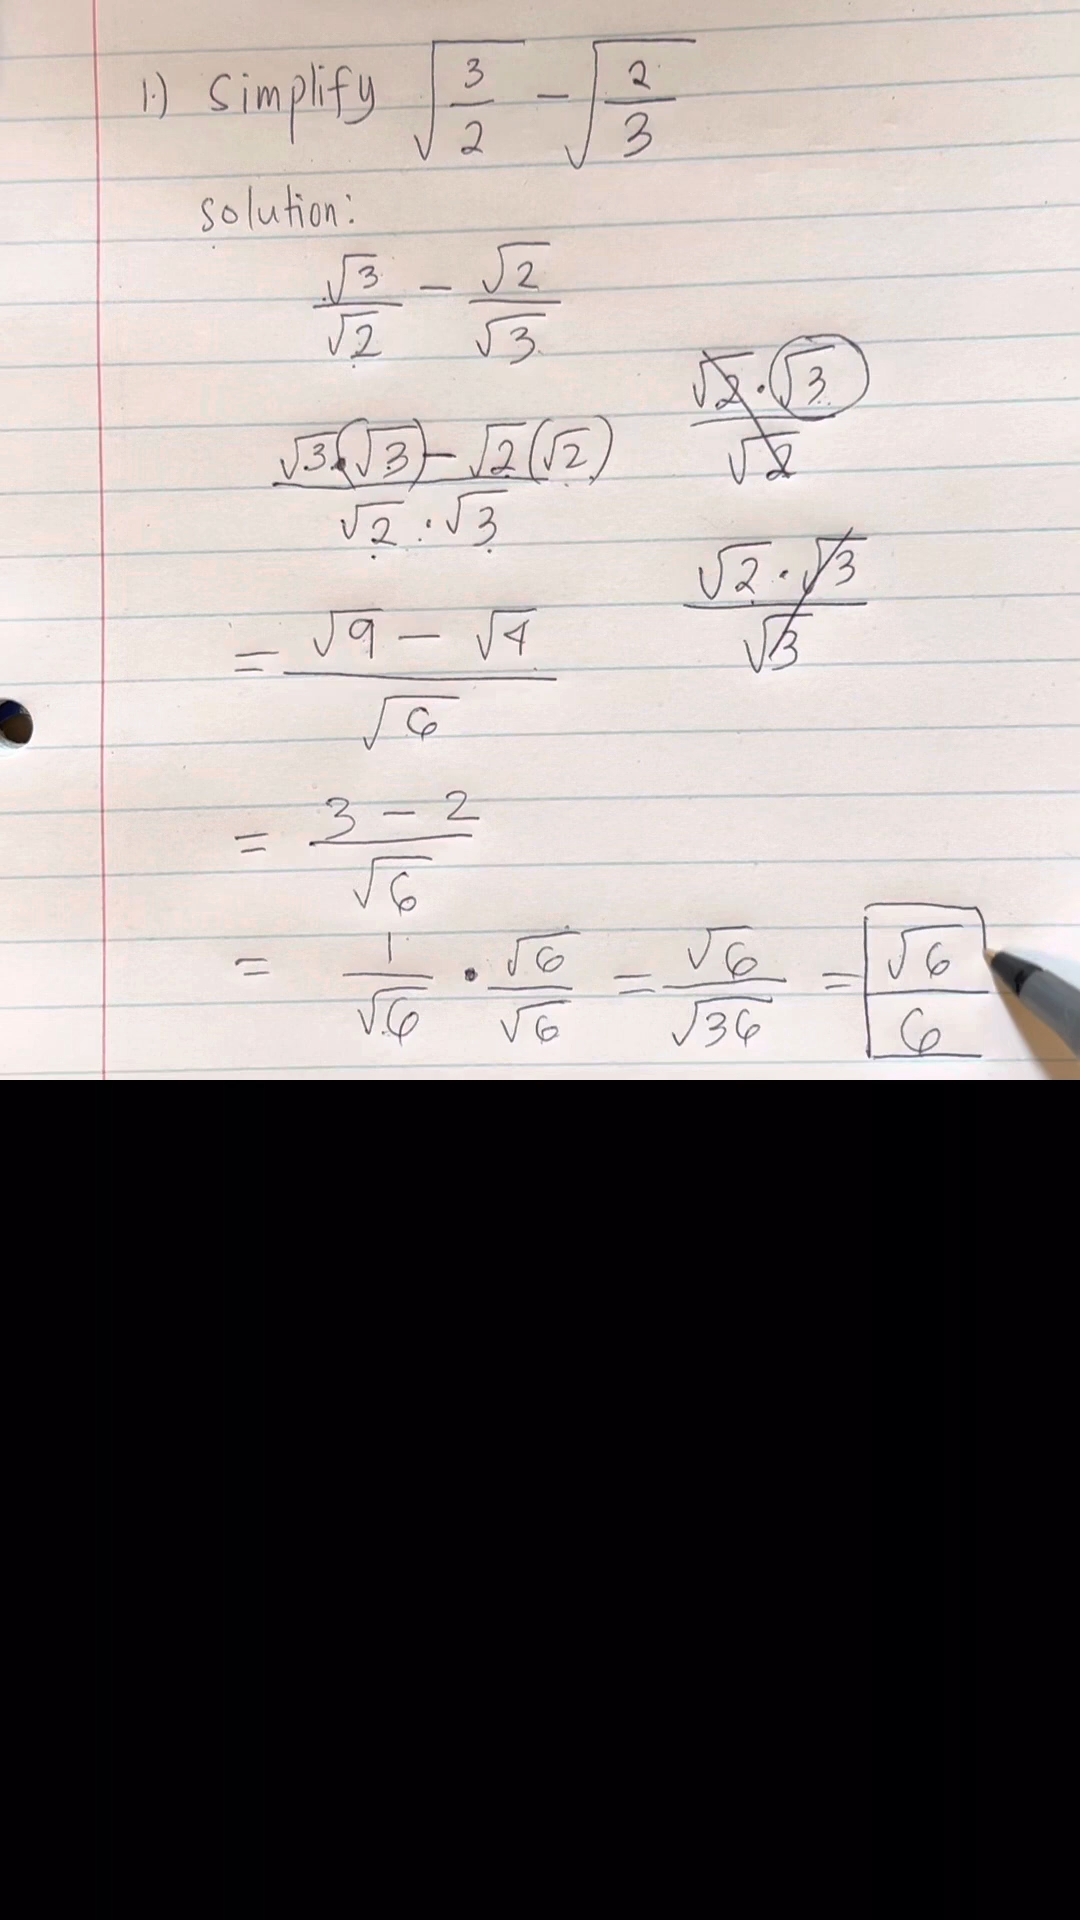 1.) Simplify √(3/2) − √(2/3)
solution:
√3/√2 − √2/√3
√2 · √3 / √2
√3 · (√3) − √2(√2) / √2 · √3
√2 · √3 / √3
= √9 − √4 / √6
= 3 − 2 / √6
= 1/√6 · √6/√6 = √6/√36 = √6/6